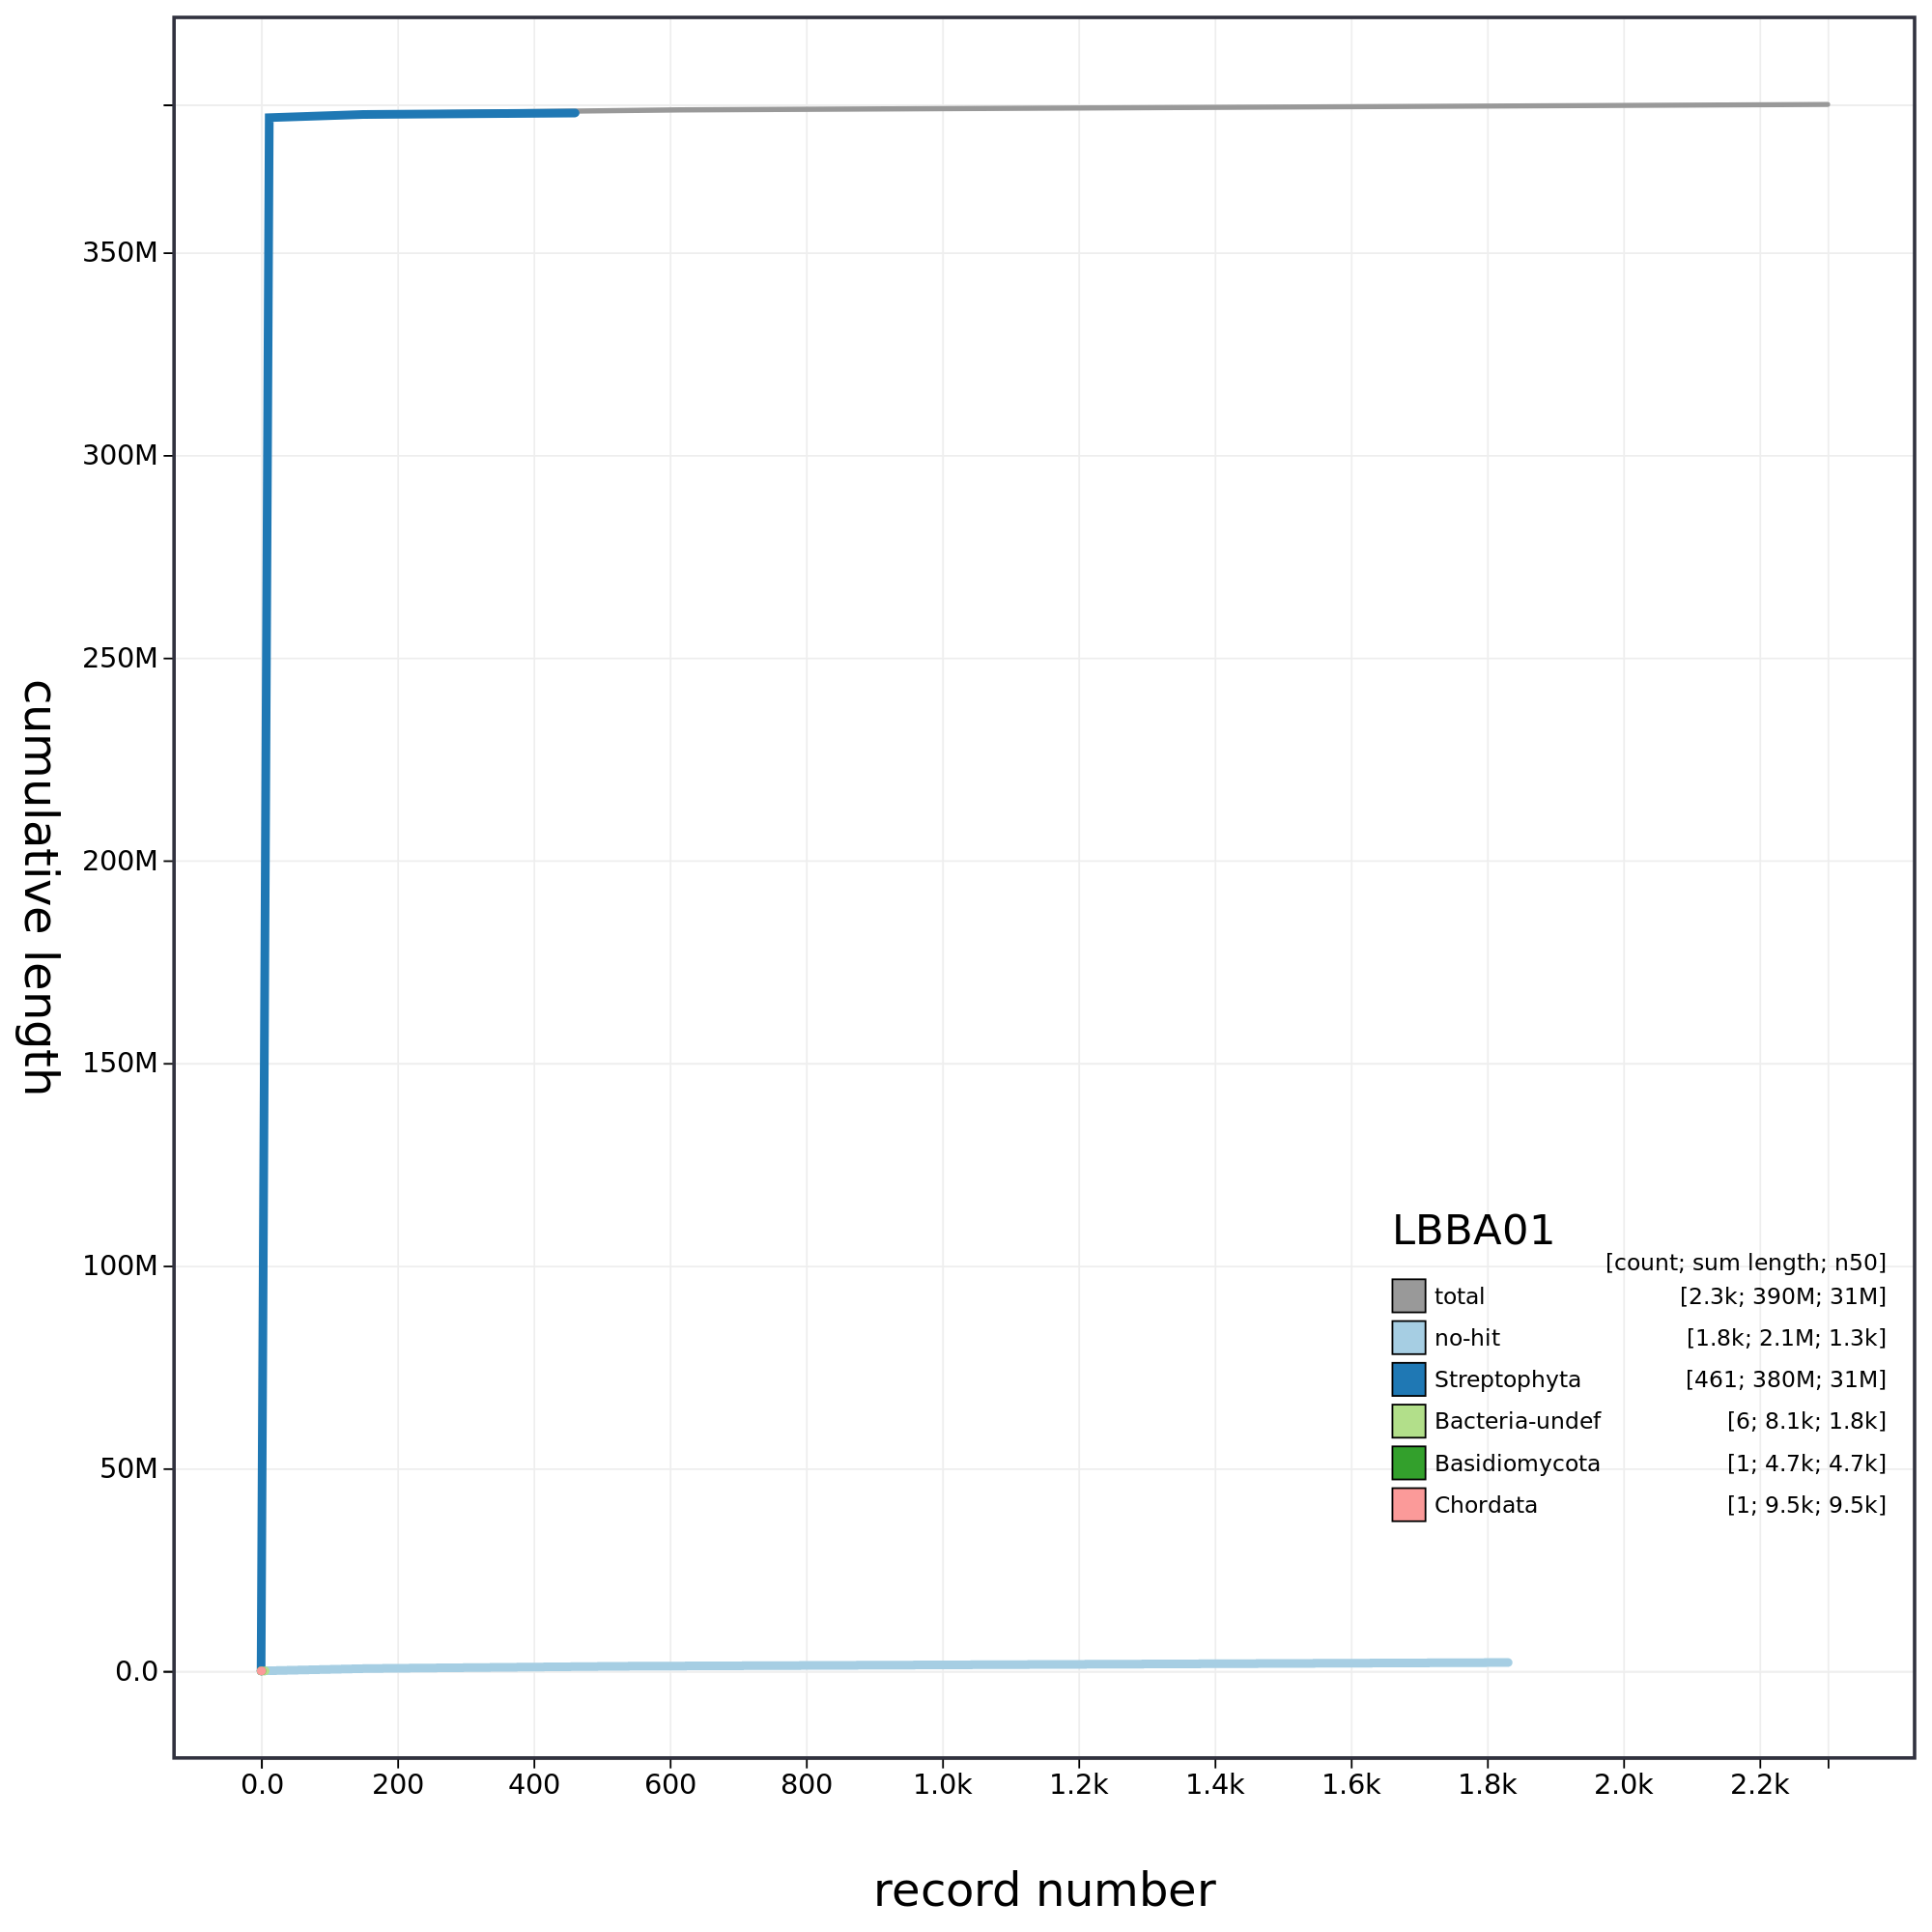 cumulative length
350M
300M
250M
200M
150M
100M
50M
0.0
LBBA01
[count; sum length; n50]
total [2.3k; 390M; 31M]
no-hit [1.8k; 2.1M; 1.3k]
Streptophyta [461; 380M; 31M]
Bacteria-undef [6; 8.1k; 1.8k]
Basidiomycota [1; 4.7k; 4.7k]
Chordata [1; 9.5k; 9.5k]
0.0 200 400 600 800 1.0k 1.2k 1.4k 1.6k 1.8k 2.0k 2.2k
record number